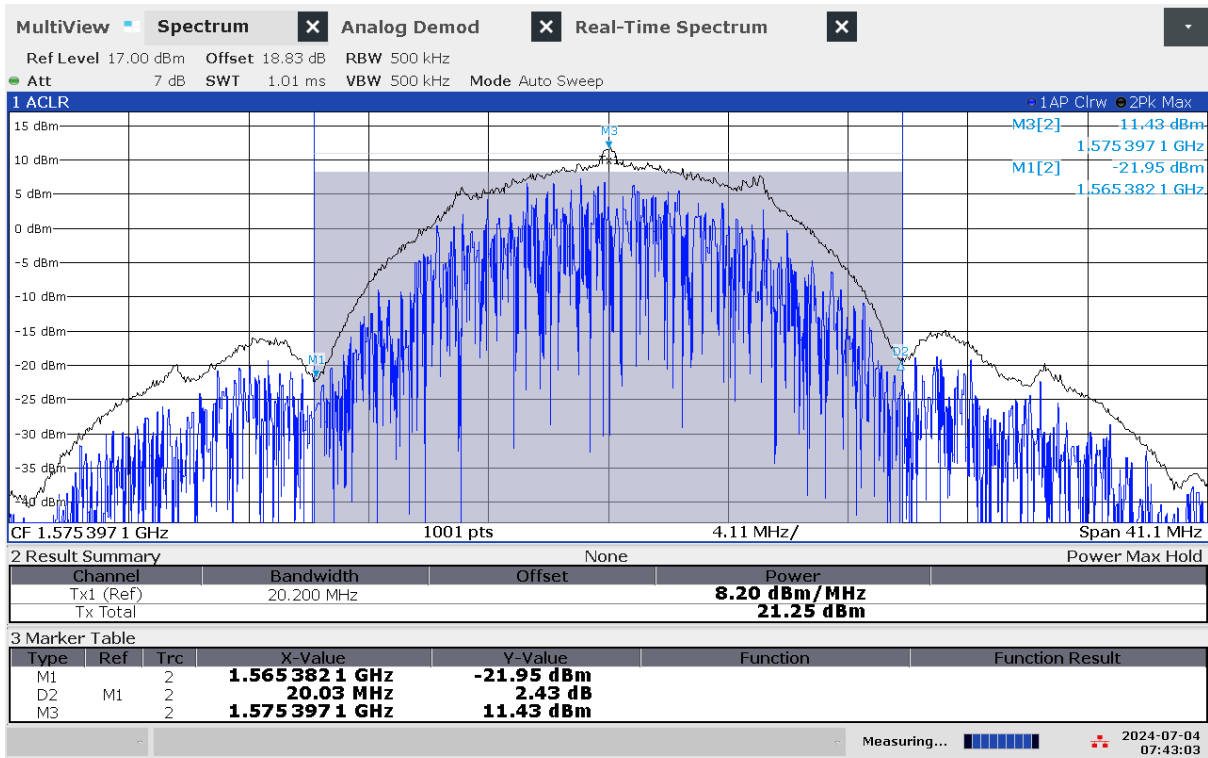 MultiView Spectrum X Analog Demod X Real-Time Spectrum X
Ref Level 17.00 dBm Offset 18.83 dB RBW 500 kHz
Att 7 dB SWT 1.01 ms VBW 500 kHz Mode Auto Sweep
1 ACLR 1AP Clrw 2Pk Max
15 dBm M3[2] 11.43 dBm
M3
1.575 397 1 GHz
10 dBm M1[2] -21.95 dBm
1.565 382 1 GHz
5 dBm
0 dBm
-5 dBm
-10 dBm
-15 dBm
M1 D2
-20 dBm
-25 dBm
-30 dBm
-35 dBm
-40 dBm
CF 1.575 397 1 GHz 1001 pts 4.11 MHz/ Span 41.1 MHz
2 Result Summary None Power Max Hold
Channel Bandwidth Offset Power
Tx1 (Ref) 20.200 MHz 8.20 dBm/MHz
Tx Total 21.25 dBm
3 Marker Table
Type Ref Trc X-Value Y-Value Function Function Result
M1 2 1.565 382 1 GHz -21.95 dBm
D2 M1 2 20.03 MHz 2.43 dB
M3 2 1.575 397 1 GHz 11.43 dBm
Measuring... 2024-07-04
07:43:03